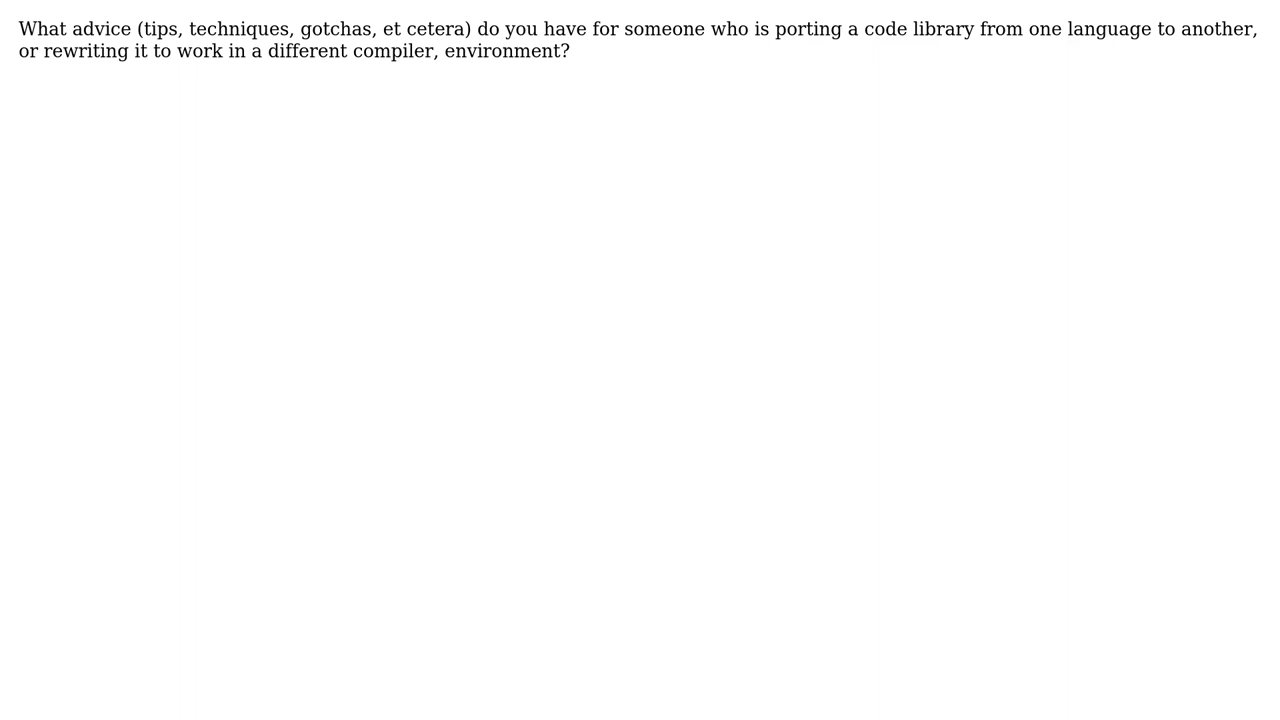 What advice (tips, techniques, gotchas, et cetera) do you have for someone who is porting a code library from one language to another,
or rewriting it to work in a different compiler, environment?